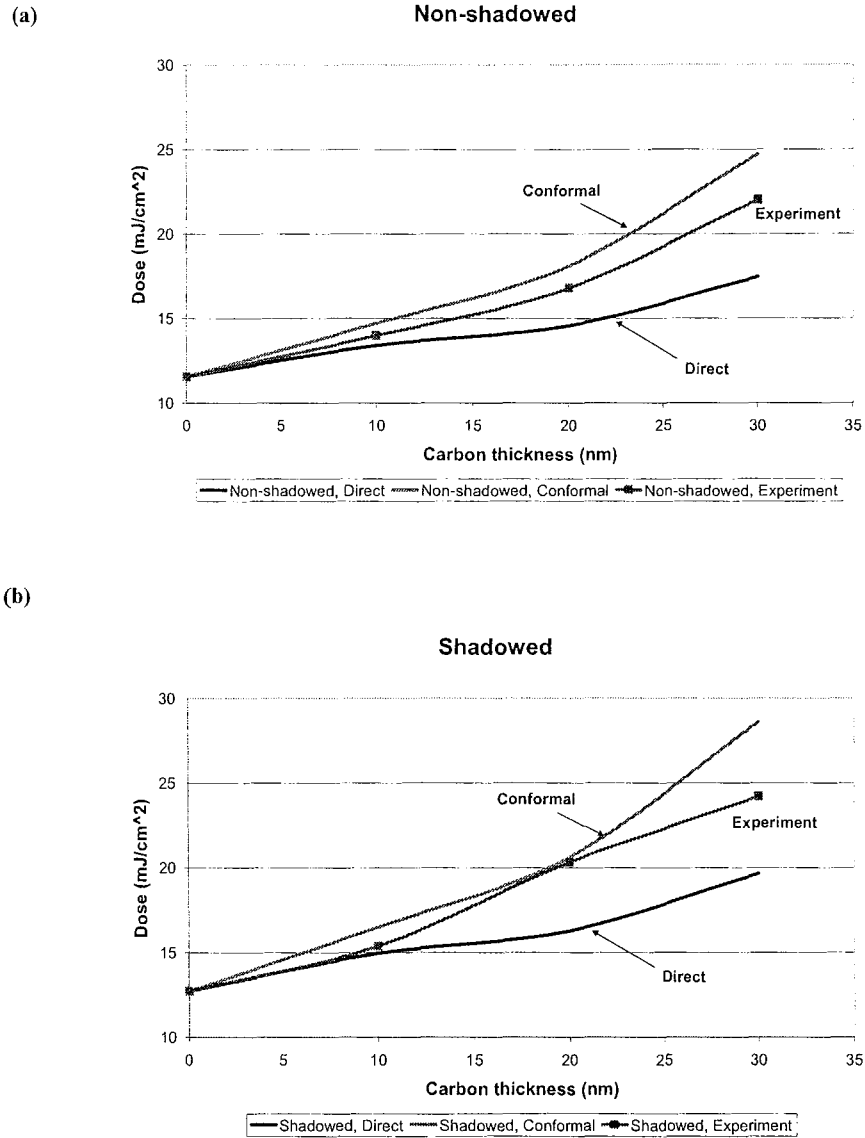 (a)
Non-shadowed
30
25
20
15
10
Dose (mJ/cm^2)
Conformal
Experiment
Direct
0 5 10 15 20 25 30 35
Carbon thickness (nm)
Non-shadowed, Direct Non-shadowed, Conformal Non-shadowed, Experiment
(b)
Shadowed
30
25
20
15
10
Dose (mJ/cm^2)
Conformal
Experiment
Direct
0 5 10 15 20 25 30 35
Carbon thickness (nm)
Shadowed, Direct Shadowed, Conformal Shadowed, Experiment